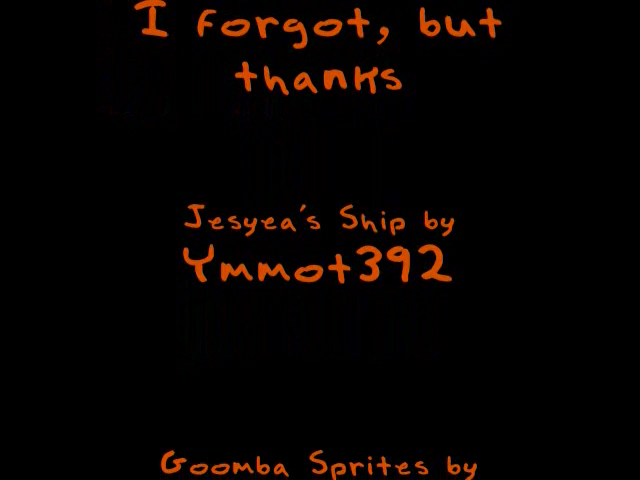 I forgot, but
thanks
Jesyea's Ship by
Ymmot392
Goomba Sprites by